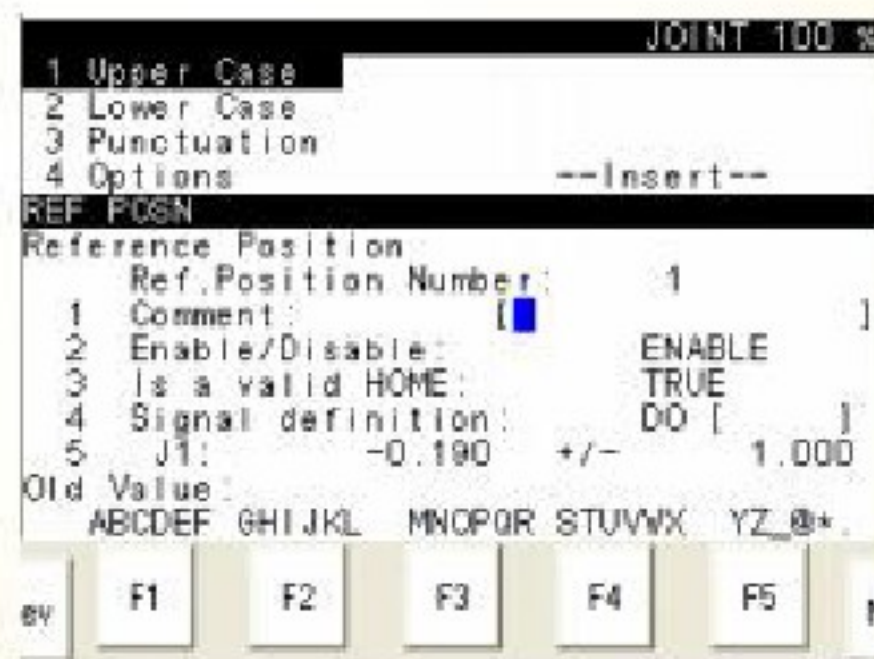 JOINT 100 %
1 Upper Case
2 Lower Case
3 Punctuation
4 Options --Insert--
REF POSN
Reference Position
Ref.Position Number: 1
1 Comment: [ ]
2 Enable/Disable: ENABLE
3 Is a valid HOME: TRUE
4 Signal definition: DO [ ]
5 J1: -0.190 +/- 1.000
Old Value:
ABCDEF GHIJKL MNOPQR STUVWX YZ_@*.
ev F1 F2 F3 F4 F5